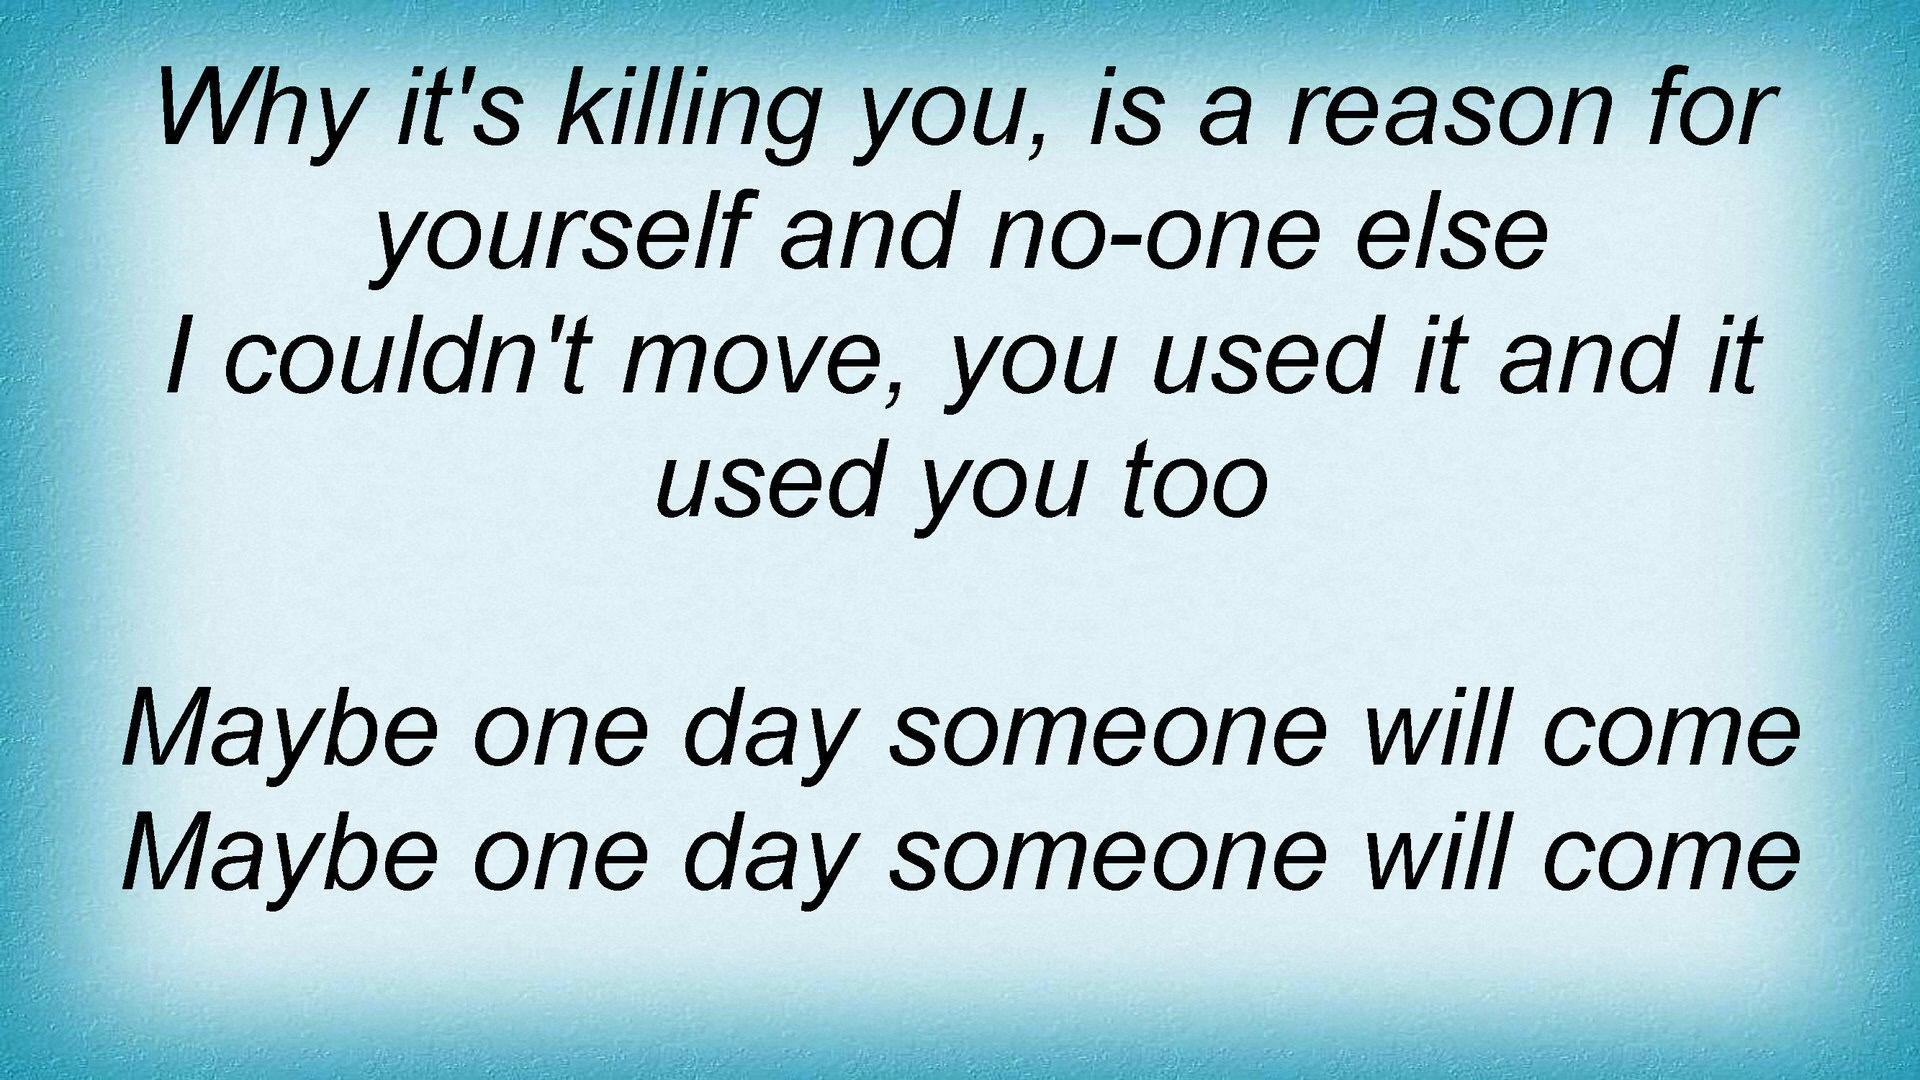 Why it's killing you, is a reason for
yourself and no-one else
I couldn't move, you used it and it
used you too
Maybe one day someone will come
Maybe one day someone will come